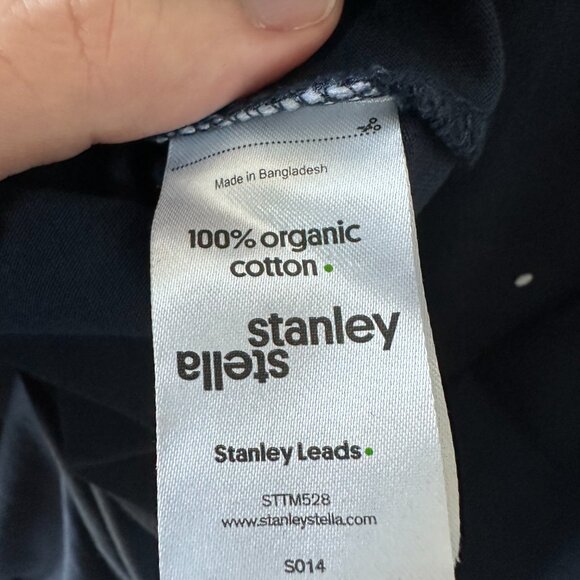 Made in Bangladesh
100% organic
cotton
stanley
stella
Stanley Leads
STTM528
www.stanleystella.com
S014